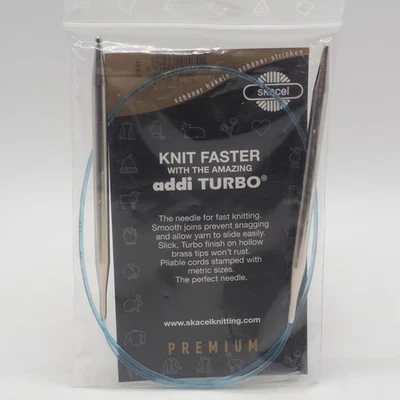 schöner häkeln, schöner stricken
skacel
KNIT FASTER
WITH THE AMAZING
addi TURBO®
The needle for fast knitting.
Smooth joins prevent snagging
and allow yarn to slide easily.
Slick, Turbo finish on hollow
brass tips won't rust.
Pliable cords stamped with
metric sizes.
The perfect needle.
www.skacelknitting.com
PREMIUM